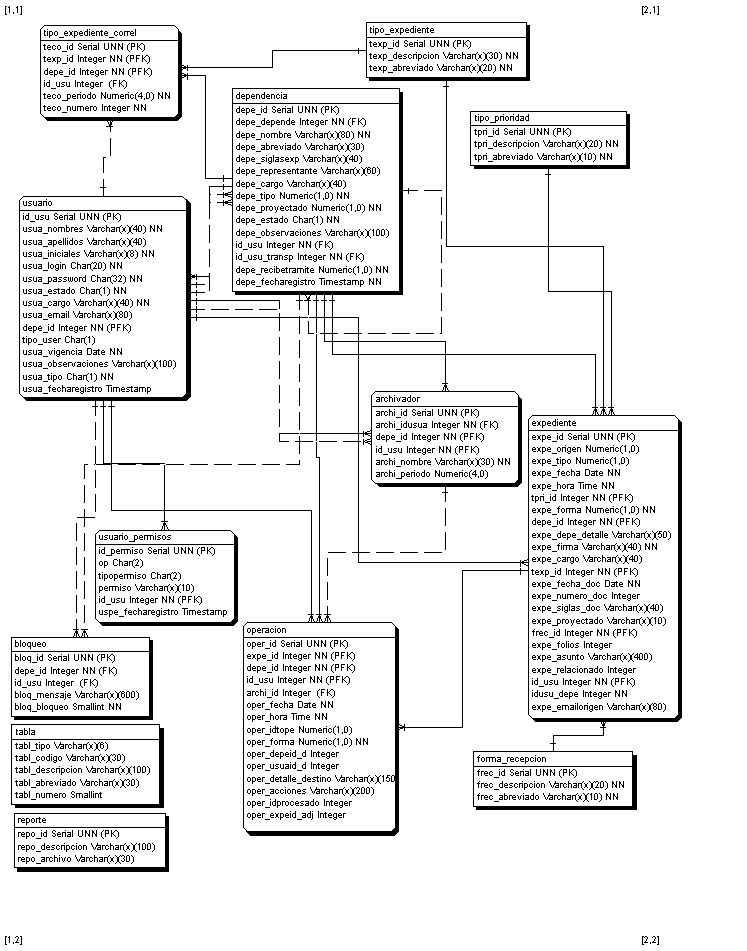 [1,1]
[2,1]
tipo_expediente_correl
teco_id Serial UNN (PK)
texp_id Integer NN (PFK)
depe_id Integer NN (PFK)
id_usu Integer (FK)
teco_periodo Numeric(4,0) NN
teco_numero Integer NN
tipo_expediente
texp_id Serial UNN (PK)
texp_descripcion Varchar(x)(30) NN
texp_abreviado Varchar(x)(20) NN
dependencia
depe_id Serial UNN (PK)
depe_depende Integer NN (FK)
depe_nombre Varchar(x)(80) NN
depe_abreviado Varchar(x)(30)
depe_siglasexp Varchar(x)(40)
depe_representante Varchar(x)(60)
depe_cargo Varchar(x)(40)
depe_tipo Numeric(1,0) NN
depe_proyectado Numeric(1,0) NN
depe_estado Char(1) NN
depe_observaciones Varchar(x)(100)
id_usu Integer NN (FK)
id_usu_transp Integer NN (FK)
depe_recibetramite Numeric(1,0) NN
depe_fecharegistro Timestamp NN
tipo_prioridad
tpri_id Serial UNN (PK)
tpri_descripcion Varchar(x)(20) NN
tpri_abreviado Varchar(x)(10) NN
usuario
id_usu Serial UNN (PK)
usua_nombres Varchar(x)(40) NN
usua_apellidos Varchar(x)(40)
usua_iniciales Varchar(x)(8) NN
usua_login Char(20) NN
usua_password Char(32) NN
usua_estado Char(1) NN
usua_cargo Varchar(x)(40) NN
usua_email Varchar(x)(80)
depe_id Integer NN (PFK)
tipo_user Char(1)
usua_vigencia Date NN
usua_observaciones Varchar(x)(100)
usua_tipo Char(1) NN
usua_fecharegistro Timestamp
archivador
archi_id Serial UNN (PK)
archi_idusua Integer NN (FK)
depe_id Integer NN (PFK)
id_usu Integer NN (PFK)
archi_nombre Varchar(x)(30) NN
archi_periodo Numeric(4,0)
expediente
expe_id Serial UNN (PK)
expe_origen Numeric(1,0)
expe_tipo Numeric(1,0)
expe_fecha Date NN
expe_hora Time NN
tpri_id Integer NN (PFK)
expe_forma Numeric(1,0) NN
depe_id Integer NN (PFK)
expe_depe_detalle Varchar(x)(50)
expe_firma Varchar(x)(40) NN
expe_cargo Varchar(x)(40)
texp_id Integer NN (PFK)
expe_fecha_doc Date NN
expe_numero_doc Integer
expe_siglas_doc Varchar(x)(40)
expe_proyectado Varchar(x)(10)
frec_id Integer NN (PFK)
expe_folios Integer
expe_asunto Varchar(x)(400)
expe_relacionado Integer
id_usu Integer NN (PFK)
idusu_depe Integer NN
expe_emailorigen Varchar(x)(80)
usuario_permisos
id_permiso Serial UNN (PK)
op Char(2)
tipopermiso Char(2)
permiso Varchar(x)(10)
id_usu Integer NN (PFK)
uspe_fecharegistro Timestamp
operacion
oper_id Serial UNN (PK)
expe_id Integer NN (PFK)
depe_id Integer NN (PFK)
id_usu Integer NN (PFK)
archi_id Integer (FK)
oper_fecha Date NN
oper_hora Time NN
oper_idtope Numeric(1,0)
oper_forma Numeric(1,0) NN
oper_depeid_d Integer
oper_usuaid_d Integer
oper_detalle_destino Varchar(x)(150
oper_acciones Varchar(x)(200)
oper_idprocesado Integer
oper_expeid_adj Integer
bloqueo
bloq_id Serial UNN (PK)
depe_id Integer NN (FK)
id_usu Integer (FK)
bloq_mensaje Varchar(x)(600)
bloq_bloqueo Smallint NN
tabla
tabl_tipo Varchar(x)(6)
tabl_codigo Varchar(x)(30)
tabl_descripcion Varchar(x)(100)
tabl_abreviado Varchar(x)(30)
tabl_numero Smallint
forma_recepcion
frec_id Serial UNN (PK)
frec_descripcion Varchar(x)(20) NN
frec_abreviado Varchar(x)(10) NN
reporte
repo_id Serial UNN (PK)
repo_descripcion Varchar(x)(100)
repo_archivo Varchar(x)(30)
[1,2]
[2,2]